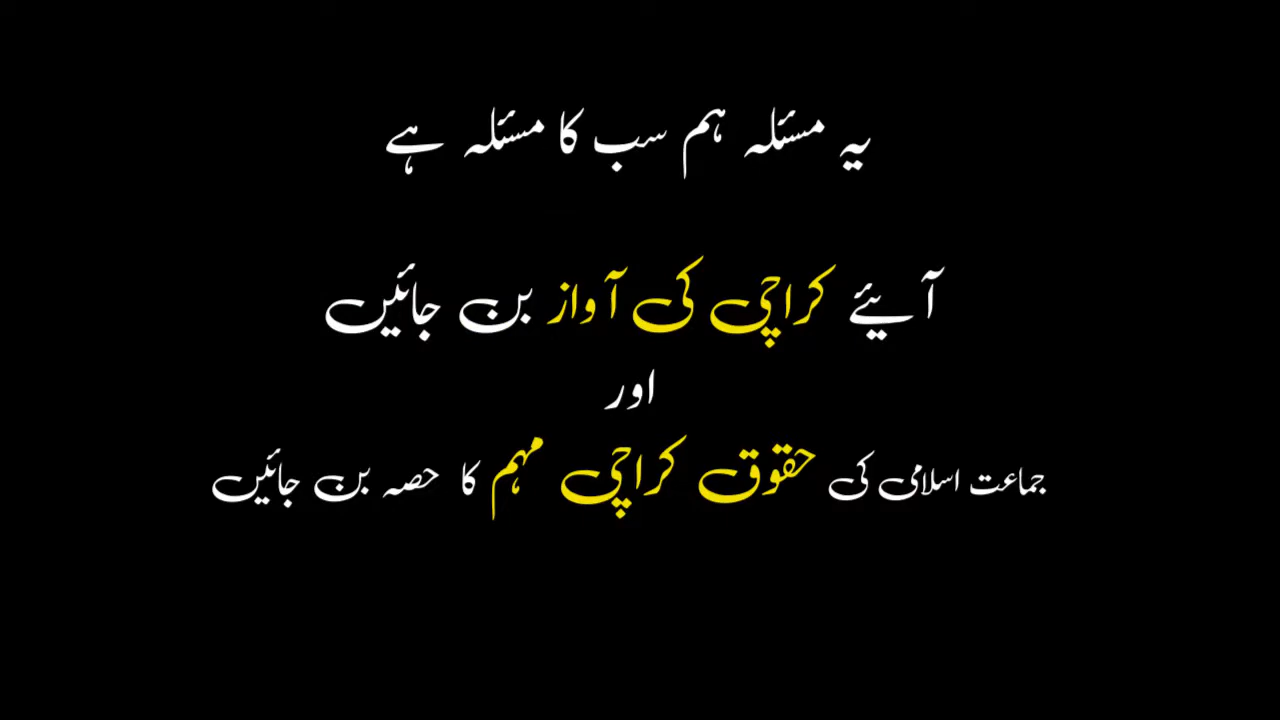 یہ مسئلہ ہم سب کا مسئلہ ہے
آئیے کراچی کی آواز بن جائیں
اور
جماعت اسلامی کی حقوق کراچی مہم کا حصہ بن جائیں